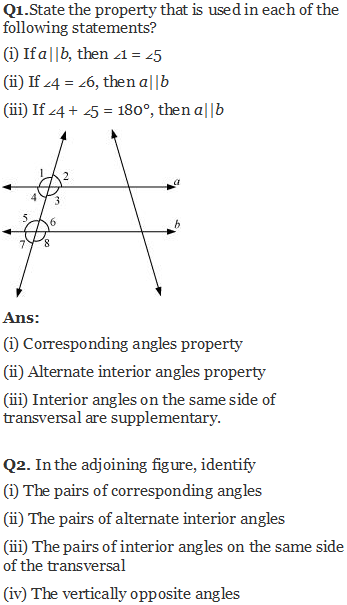 Q1.State the property that is used in each of the
following statements?
(i) If a||b, then ∠1 = ∠5
(ii) If ∠4 = ∠6, then a||b
(iii) If ∠4 + ∠5 = 180°, then a||b
1 2 a
4 3
5 6 b
7 8
Ans:
(i) Corresponding angles property
(ii) Alternate interior angles property
(iii) Interior angles on the same side of
transversal are supplementary.
Q2. In the adjoining figure, identify
(i) The pairs of corresponding angles
(ii) The pairs of alternate interior angles
(iii) The pairs of interior angles on the same side
of the transversal
(iv) The vertically opposite angles